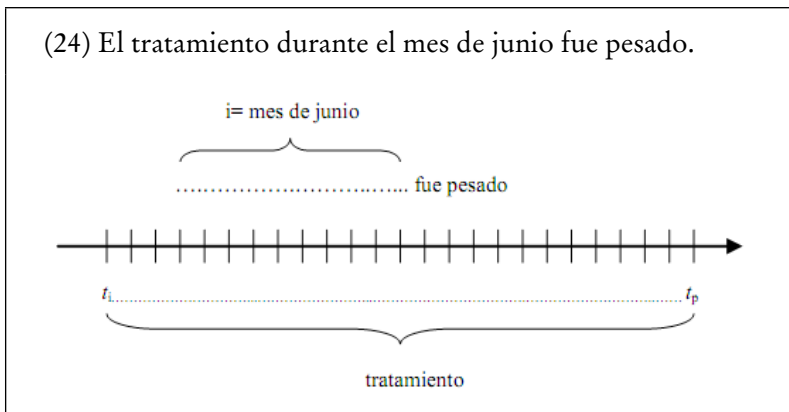 (24) El tratamiento durante el mes de junio fue pesado.
i= mes de junio
........................................ fue pesado
ti........................................................................................ tp
tratamiento